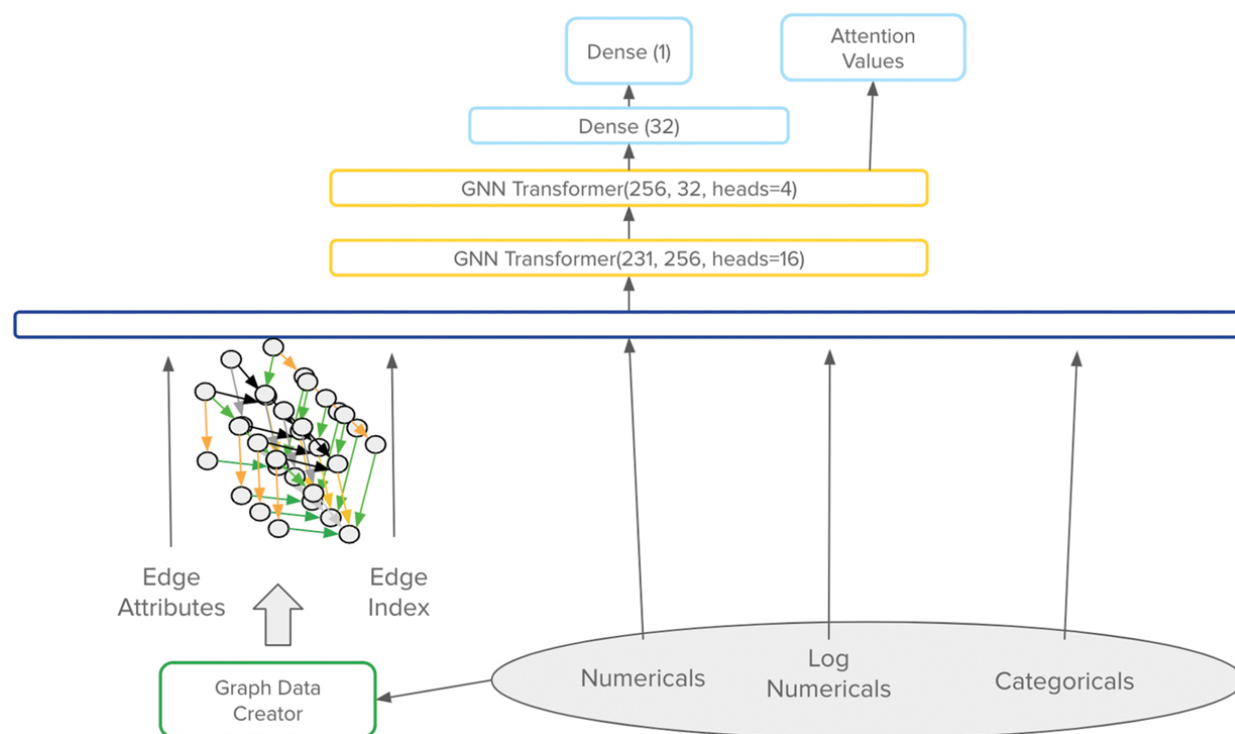 Dense (1)
Attention
Values
Dense (32)
GNN Transformer(256, 32, heads=4)
GNN Transformer(231, 256, heads=16)
Edge
Attributes
Edge
Index
Graph Data
Creator
Numericals
Log
Numericals
Categoricals